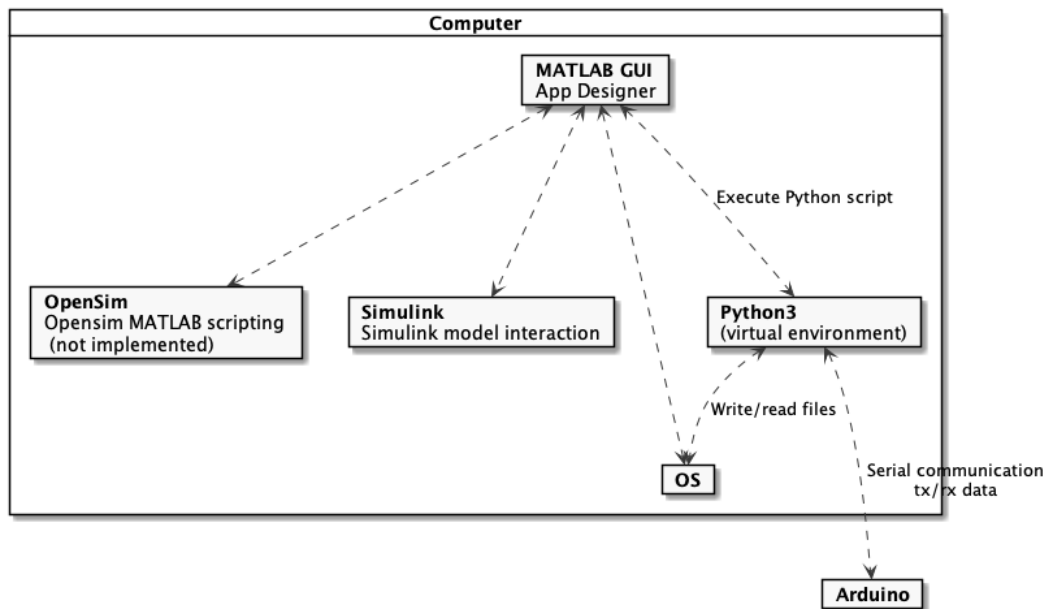 Computer
MATLAB GUI
App Designer
Execute Python script
OpenSim
Opensim MATLAB scripting
(not implemented)
Simulink
Simulink model interaction
Python3
(virtual environment)
Write/read files
OS
Serial communication
tx/rx data
Arduino